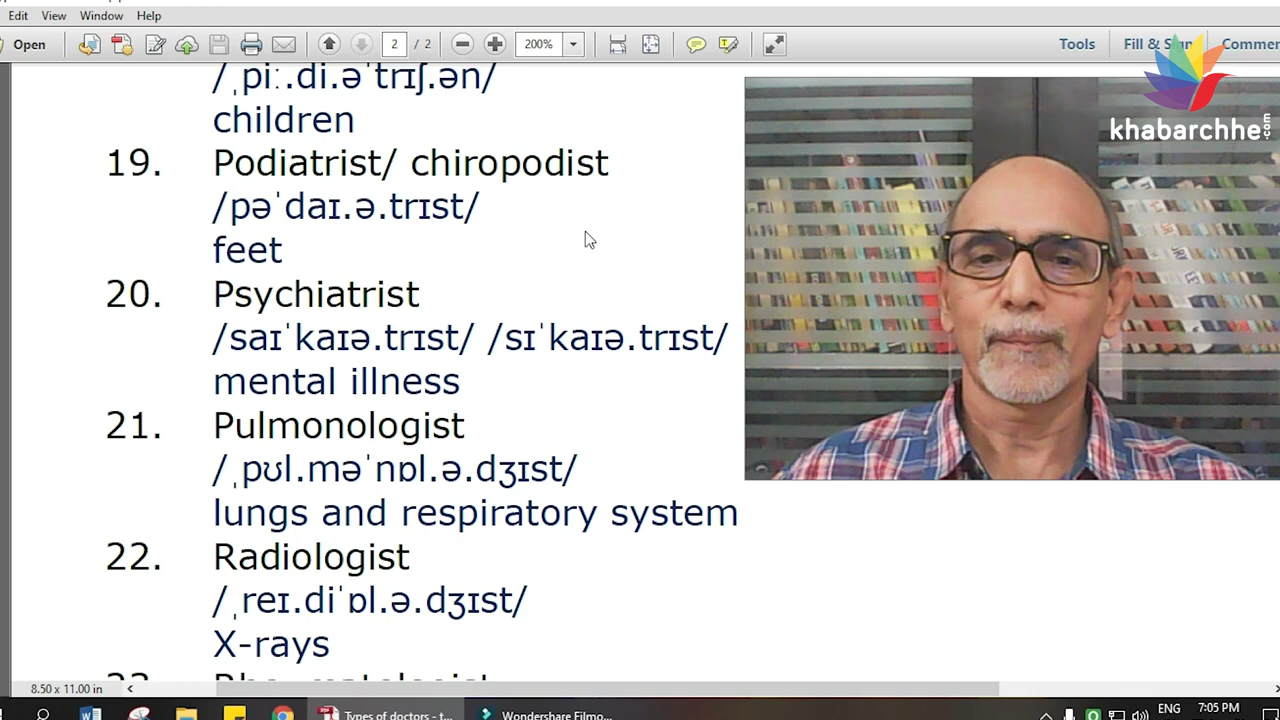 Edit View Window Help
Open 2 / 2 200% Tools Fill & Sign Commen
khabarchhe.com
/ˌpiː.di.əˈtrɪʃ.ən/
children
19. Podiatrist/ chiropodist
/pəˈdaɪ.ə.trɪst/
feet
20. Psychiatrist
/saɪˈkaɪə.trɪst/ /sɪˈkaɪə.trɪst/
mental illness
21. Pulmonologist
/ˌpʊl.məˈnɒl.ə.dʒɪst/
lungs and respiratory system
22. Radiologist
/ˌreɪ.diˈɒl.ə.dʒɪst/
X-rays
8.50 x 11.00 in
Types of doctors - t... Wondershare Filmo... ENG 7:05 PM